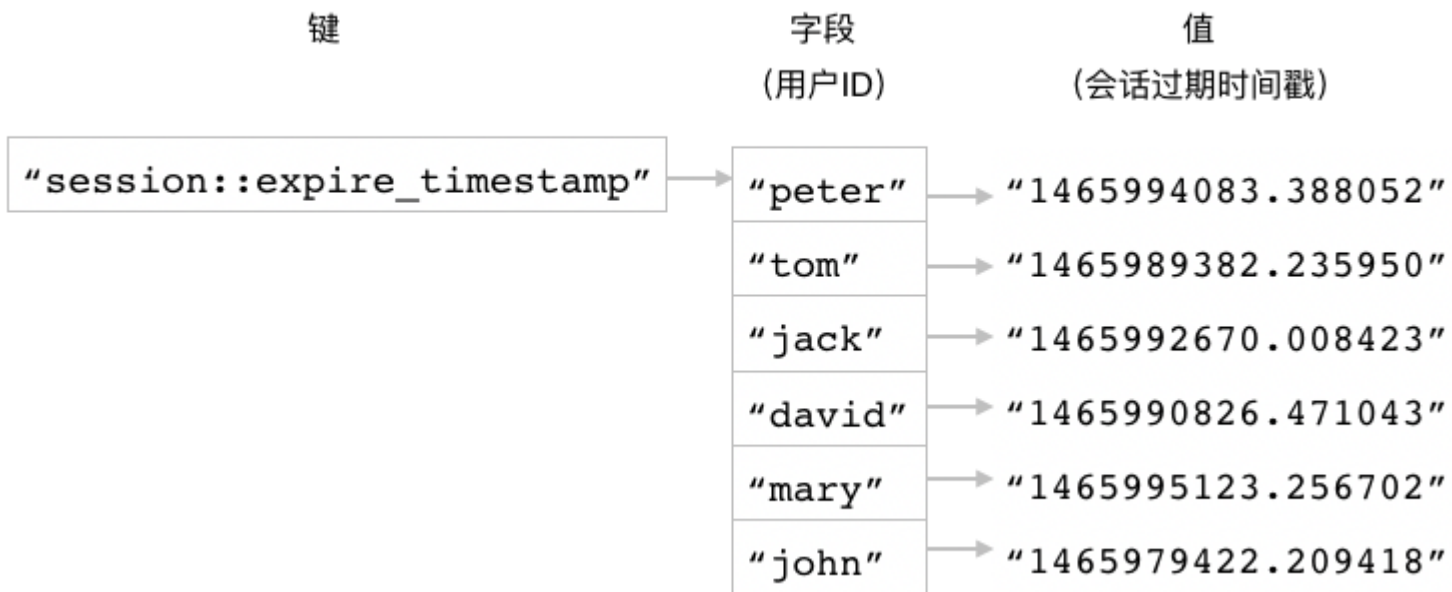 键 字段 值
(用户ID) (会话过期时间戳)
“session::expire_timestamp” “peter” “1465994083.388052”
“tom” “1465989382.235950”
“jack” “1465992670.008423”
“david” “1465990826.471043”
“mary” “1465995123.256702”
“john” “1465979422.209418”